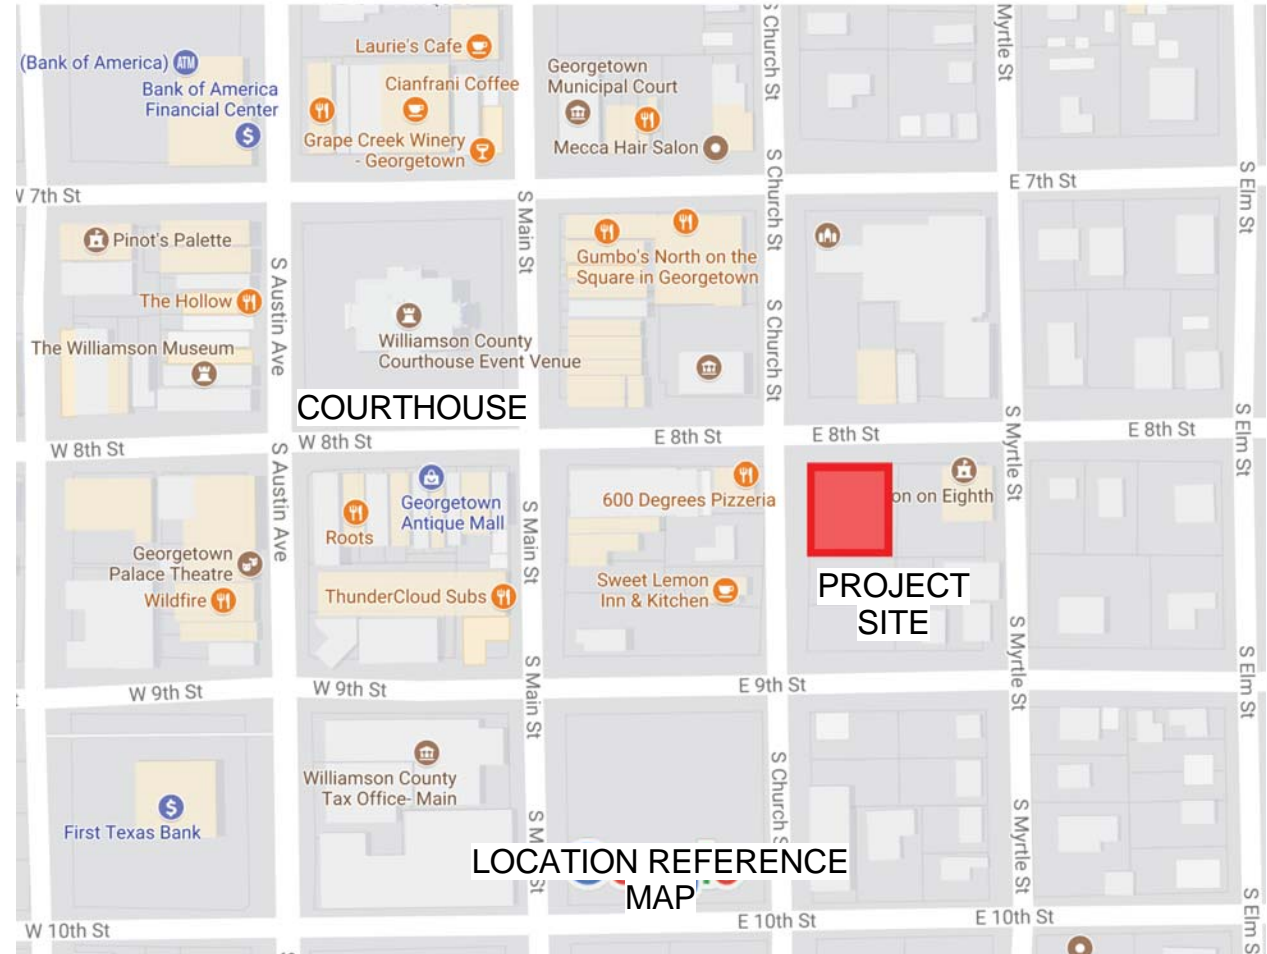 Laurie's Cafe
(Bank of America)
ATM
Bank of America
Financial Center
$
Cianfrani Coffee
Grape Creek Winery
- Georgetown
Georgetown
Municipal Court
Mecca Hair Salon
S Church St
Myrtle St
W 7th St
E 7th St
S Main St
S Church St
S Elm St
Pinot's Palette
The Hollow
The Williamson Museum
S Austin Ave
Williamson County
Courthouse Event Venue
Gumbo's North on the
Square in Georgetown
S Church St
COURTHOUSE
W 8th St
W 8th St
E 8th St
E 8th St
E 8th St
S Myrtle St
S Elm St
S Austin Ave
Georgetown
Antique Mall
Roots
S Main St
600 Degrees Pizzeria
on on Eighth
Georgetown
Palace Theatre
Wildfire
ThunderCloud Subs
Sweet Lemon
Inn & Kitchen
PROJECT
SITE
S Main St
S Myrtle St
S Elm St
W 9th St
W 9th St
E 9th St
Williamson County
Tax Office- Main
$
First Texas Bank
S Church S
S Myrtle St
S M
St
LOCATION REFERENCE
MAP
W 10th St
E 10th St
E 10th St
S Elm S